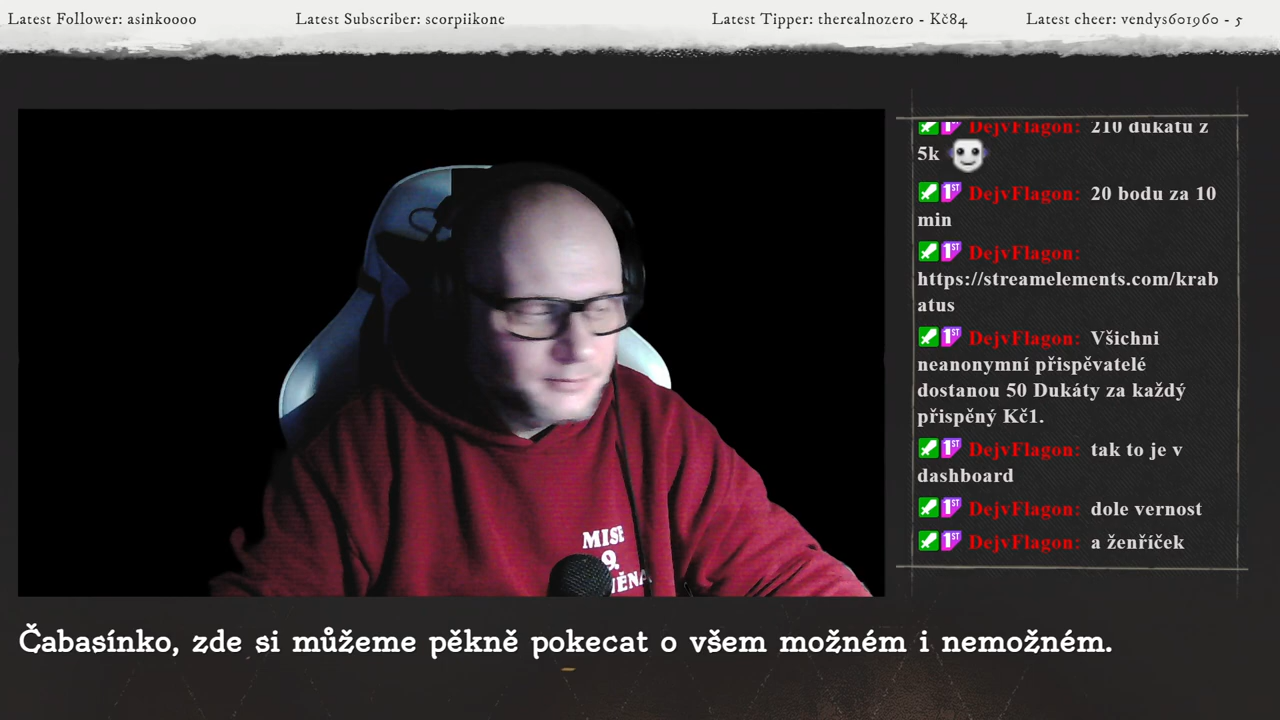 Latest Follower: asinkoooo
Latest Subscriber: scorpiikone
Latest Tipper: therealnozero - Kč84
Latest cheer: vendys601960 - 5
DejvFlagon: 210 dukatu z
5k
DejvFlagon: 20 bodu za 10
min
DejvFlagon:
https://streamelements.com/krab
atus
DejvFlagon: Všichni
neanonymní přispěvatelé
dostanou 50 Dukáty za každý
přispěný Kč1.
DejvFlagon: tak to je v
dashboard
DejvFlagon: dole vernost
DejvFlagon: a ženříček
MISE
9.
Čabasínko, zde si můžeme pěkně pokecat o všem možném i nemožném.